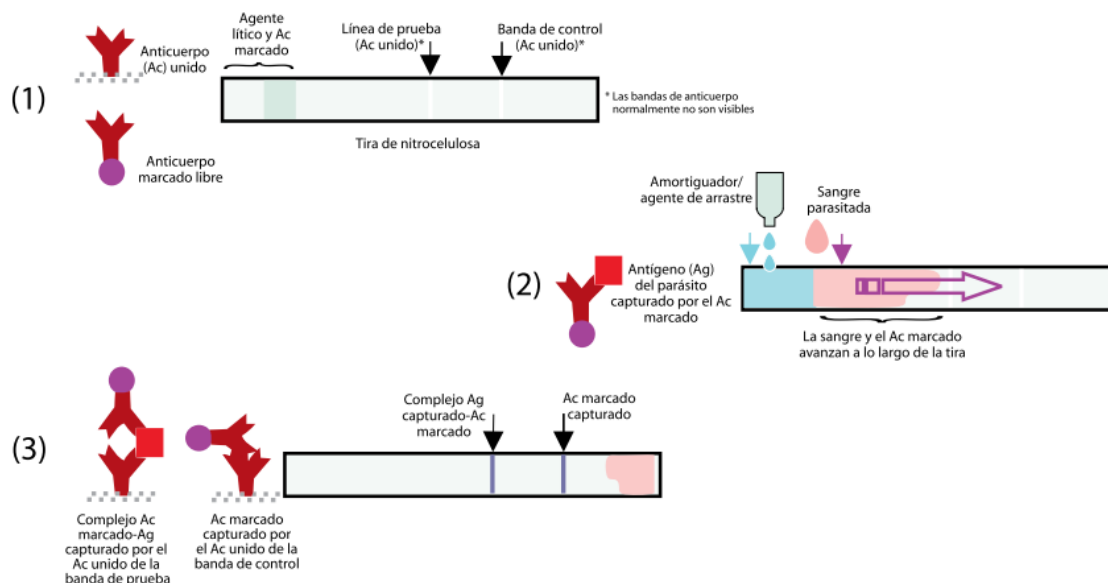 (1)
Anticuerpo
(Ac) unido
Anticuerpo
marcado libre
Agente
lítico y Ac
marcado
Línea de prueba
(Ac unido)*
Banda de control
(Ac unido)*
* Las bandas de anticuerpo
normalmente no son visibles
Tira de nitrocelulosa
(2)
Antígeno (Ag)
del parásito
capturado por el Ac
marcado
Amortiguador/
agente de arrastre
Sangre
parasitada
La sangre y el Ac marcado
avanzan a lo largo de la tira
(3)
Complejo Ac
marcado-Ag
capturado por el
Ac unido de la
banda de prueba
Ac marcado
capturado por
el Ac unido de la
banda de control
Complejo Ag
capturado-Ac
marcado
Ac marcado
capturado